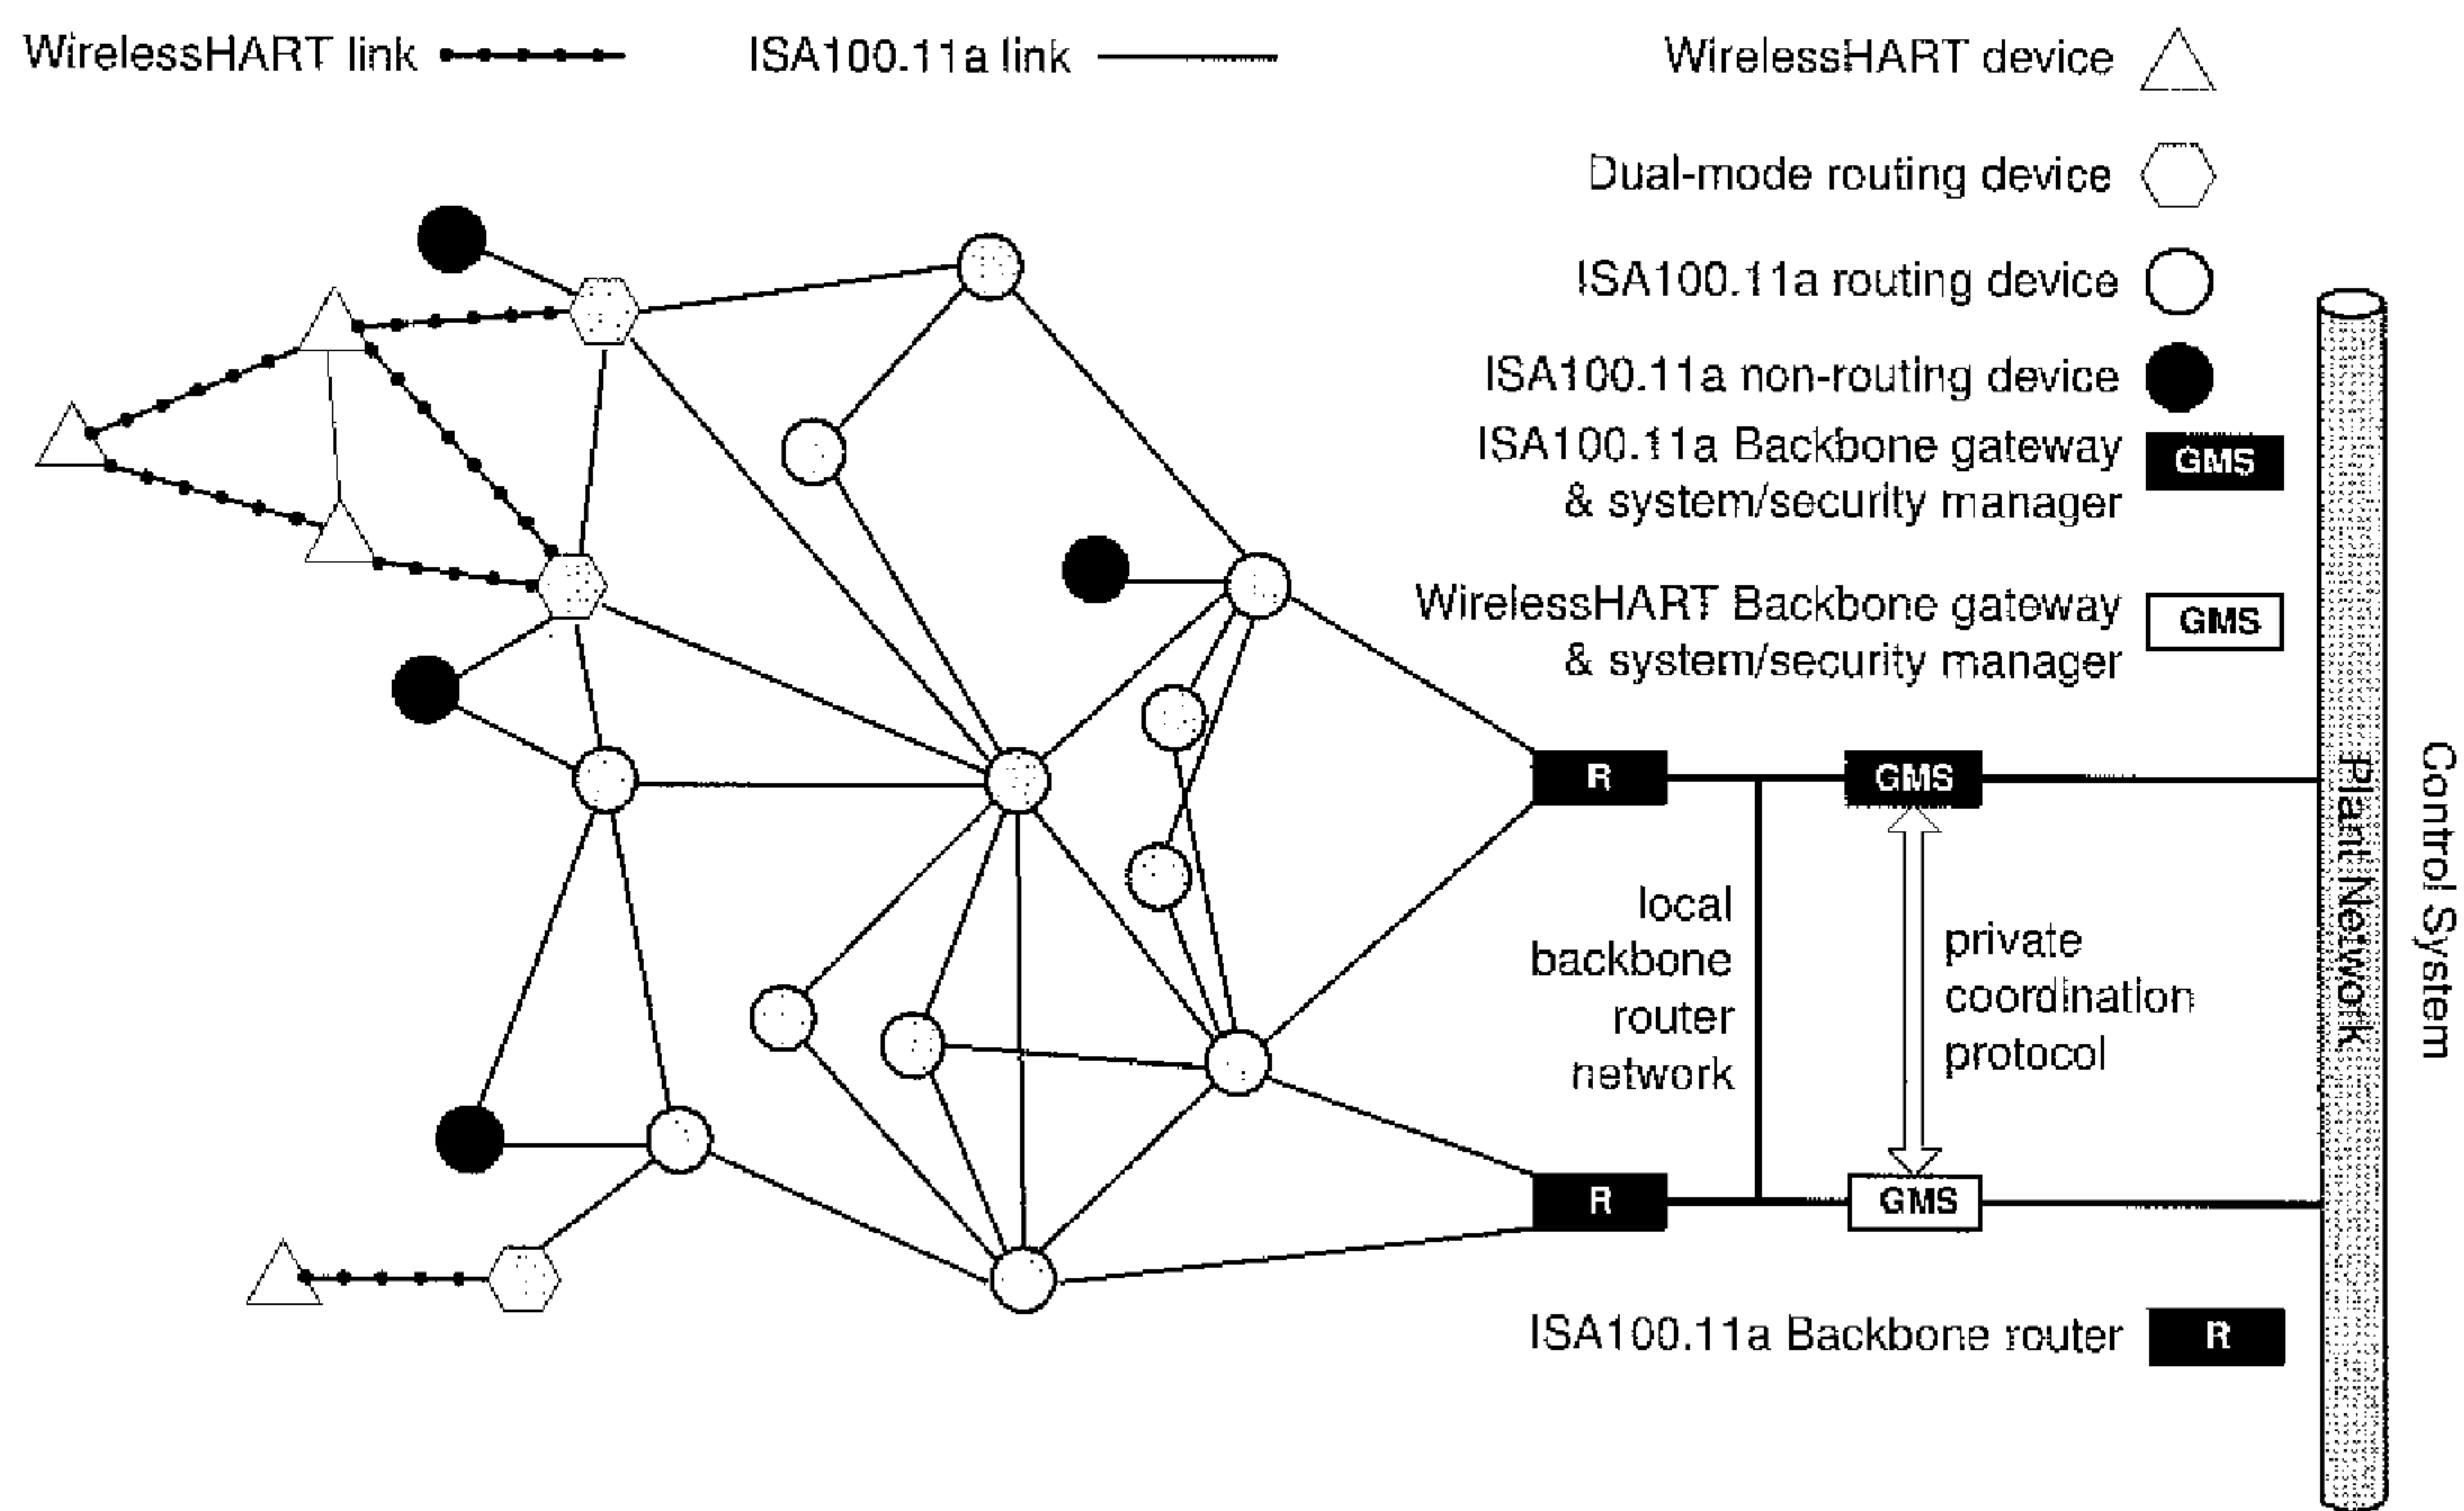 WirelessHART link
ISA100.11a link
WirelessHART device
Dual-mode routing device
ISA100.11a routing device
ISA100.11a non-routing device
ISA100.11a Backbone gateway
& system/security manager
GMS
WirelessHART Backbone gateway
& system/security manager
GMS
R
GMS
local
backbone
router
network
private
coordination
protocol
Plant Network
Control System
R
GMS
ISA100.11a Backbone router
R